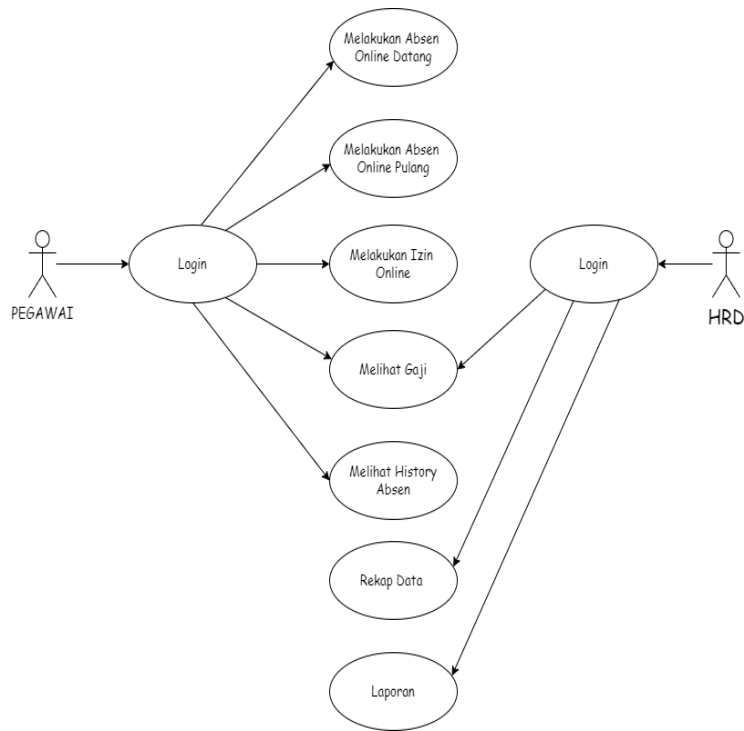 Melakukan Absen
Online Datang
Melakukan Absen
Online Pulang
PEGAWAI
Login
Melakukan Izin
Online
Login
HRD
Melihat Gaji
Melihat History
Absen
Rekap Data
Laporan